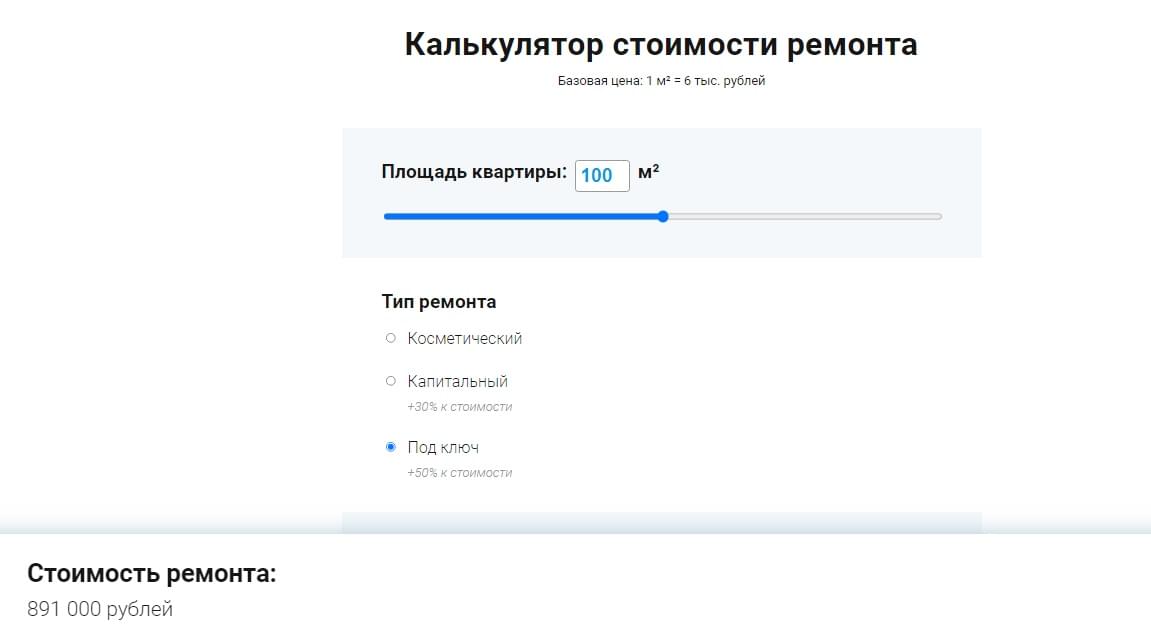 Калькулятор стоимости ремонта
Базовая цена: 1 м² = 6 тыс. рублей
Площадь квартиры: 100 м²
Тип ремонта
Косметический
Капитальный
+30% к стоимости
Под ключ
+50% к стоимости
Стоимость ремонта:
891 000 рублей